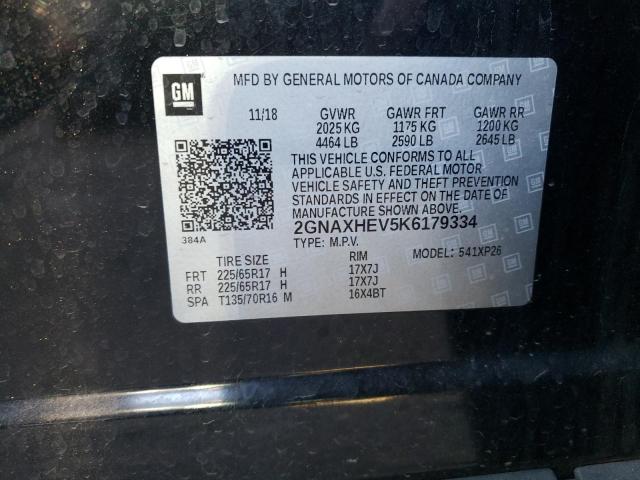 GM
MFD BY GENERAL MOTORS OF CANADA COMPANY
11/18 GVWR GAWR FRT GAWR RR
2025 KG 1175 KG 1200 KG
4464 LB 2590 LB 2645 LB
THIS VEHICLE CONFORMS TO ALL
APPLICABLE U.S. FEDERAL MOTOR
VEHICLE SAFETY AND THEFT PREVENTION
STANDARDS IN EFFECT ON THE DATE OF
MANUFACTURE SHOWN ABOVE.
384A
2GNAXHEV5K6179334
TYPE: M.P.V. MODEL: 541XP26
TIRE SIZE RIM
FRT 225/65R17 H 17X7J
RR 225/65R17 H 17X7J
SPA T135/70R16 M 16X4BT